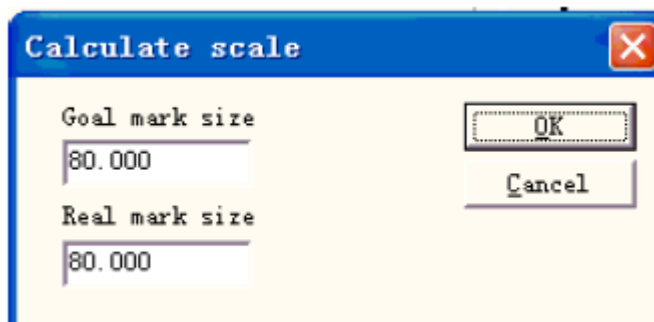 Calculate scale
Goal mark size
80.000
OK
Cancel
Real mark size
80.000